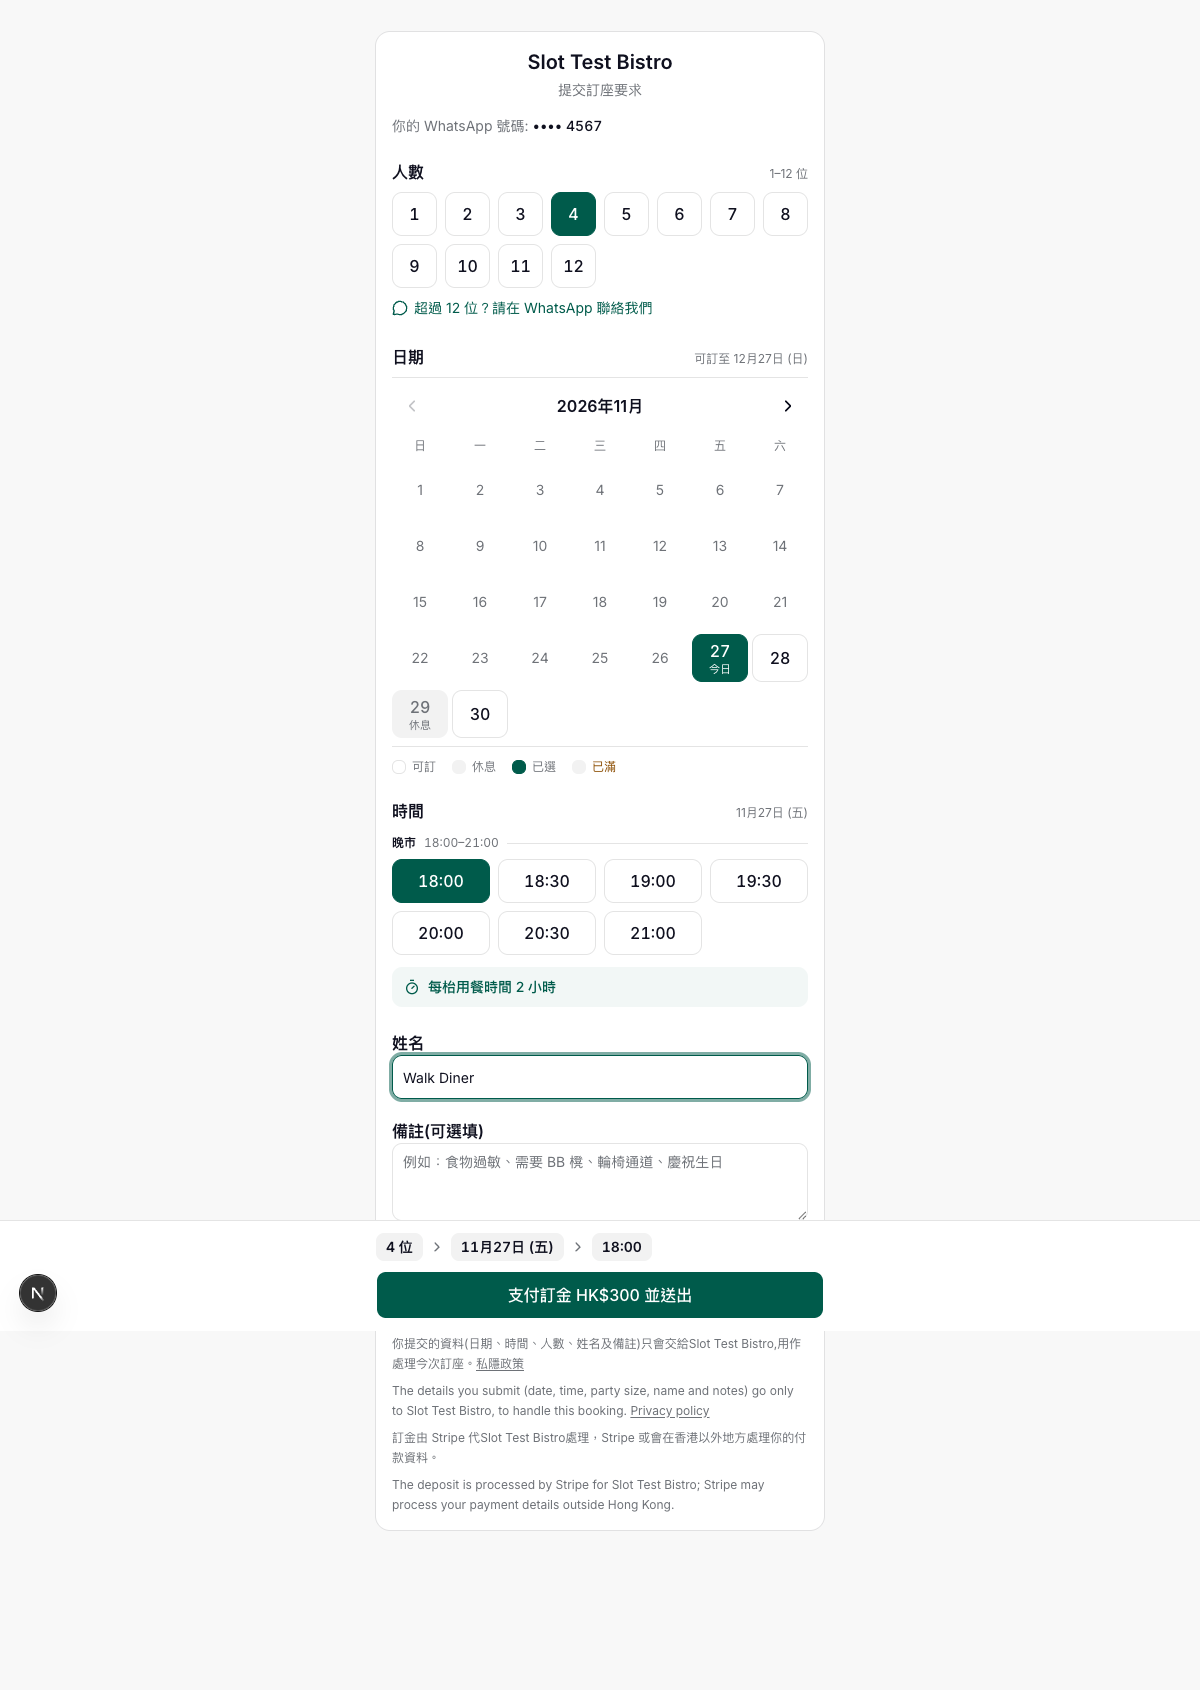 Slot Test Bistro
提交訂座要求
你的 WhatsApp 號碼: •••• 4567
人數 1–12 位
1 2 3 4 5 6 7 8
9 10 11 12
超過 12 位？請在 WhatsApp 聯絡我們
日期 可訂至 12月27日 (日)
2026年11月
日 一 二 三 四 五 六
1 2 3 4 5 6 7
8 9 10 11 12 13 14
15 16 17 18 19 20 21
22 23 24 25 26 27 28
今日
29 30
休息
可訂 休息 已選 已滿
時間 11月27日 (五)
晚市 18:00–21:00
18:00 18:30 19:00 19:30
20:00 20:30 21:00
每枱用餐時間 2 小時
姓名
Walk Diner
備註(可選填)
例如：食物過敏、需要 BB 櫈、輪椅通道、慶祝生日
4 位 11月27日 (五) 18:00
N
支付訂金 HK$300 並送出
你提交的資料(日期、時間、人數、姓名及備註)只會交給Slot Test Bistro,用作
處理今次訂座。私隱政策
The details you submit (date, time, party size, name and notes) go only
to Slot Test Bistro, to handle this booking. Privacy policy
訂金由 Stripe 代Slot Test Bistro處理，Stripe 或會在香港以外地方處理你的付
款資料。
The deposit is processed by Stripe for Slot Test Bistro; Stripe may
process your payment details outside Hong Kong.